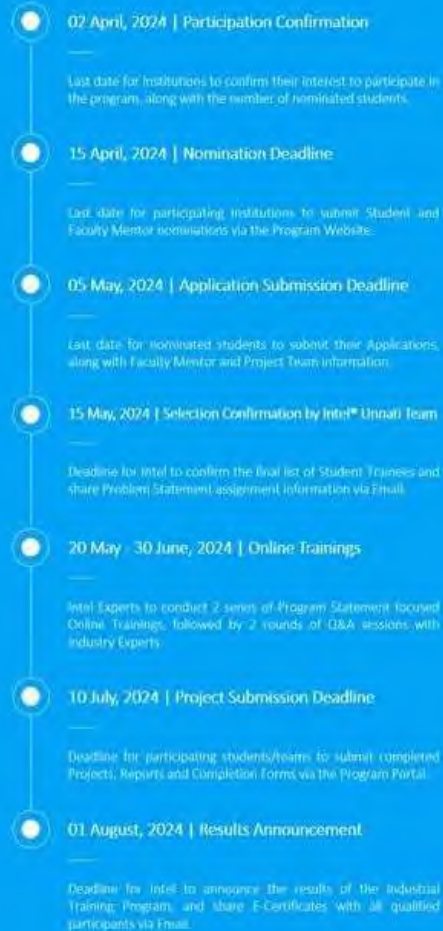 02 April, 2024 | Participation Confirmation
Last date for Institutions to confirm their interest to participate in
the program, along with the number of nominated students.
15 April, 2024 | Nomination Deadline
Last date for participating institutions to submit Student and
Faculty Mentor nominations via the Program Website.
05 May, 2024 | Application Submission Deadline
Last date for nominated students to submit their Applications,
along with Faculty Mentor and Project Team information.
15 May, 2024 | Selection Confirmation by Intel® Unnati Team
Deadline for Intel to confirm the final list of Student Trainees and
share Problem Statement assignment information via Email.
20 May - 30 June, 2024 | Online Trainings
Intel Experts to conduct 2 series of Program Statement focused
Online Trainings, followed by 2 rounds of Q&A sessions with
Industry Experts.
10 July, 2024 | Project Submission Deadline
Deadline for participating students/teams to submit completed
Projects, Reports and Completion Forms via the Program Portal.
01 August, 2024 | Results Announcement
Deadline for Intel to announce the results of the Industrial
Training Program, and share E-Certificates with all qualified
participants via Email.